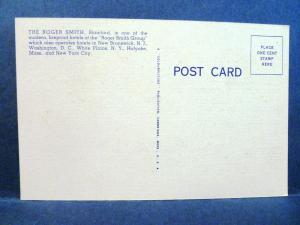 THE ROGER SMITH, Stamford, is one of the
modern, fireproof hotels of the "Roger Smith Group"
which also operates hotels in New Brunswick, N. J.,
Washington, D. C., White Plains, N. Y., Holyoke,
Mass., and New York City.
POST CARD
PLACE
ONE CENT
STAMP
HERE